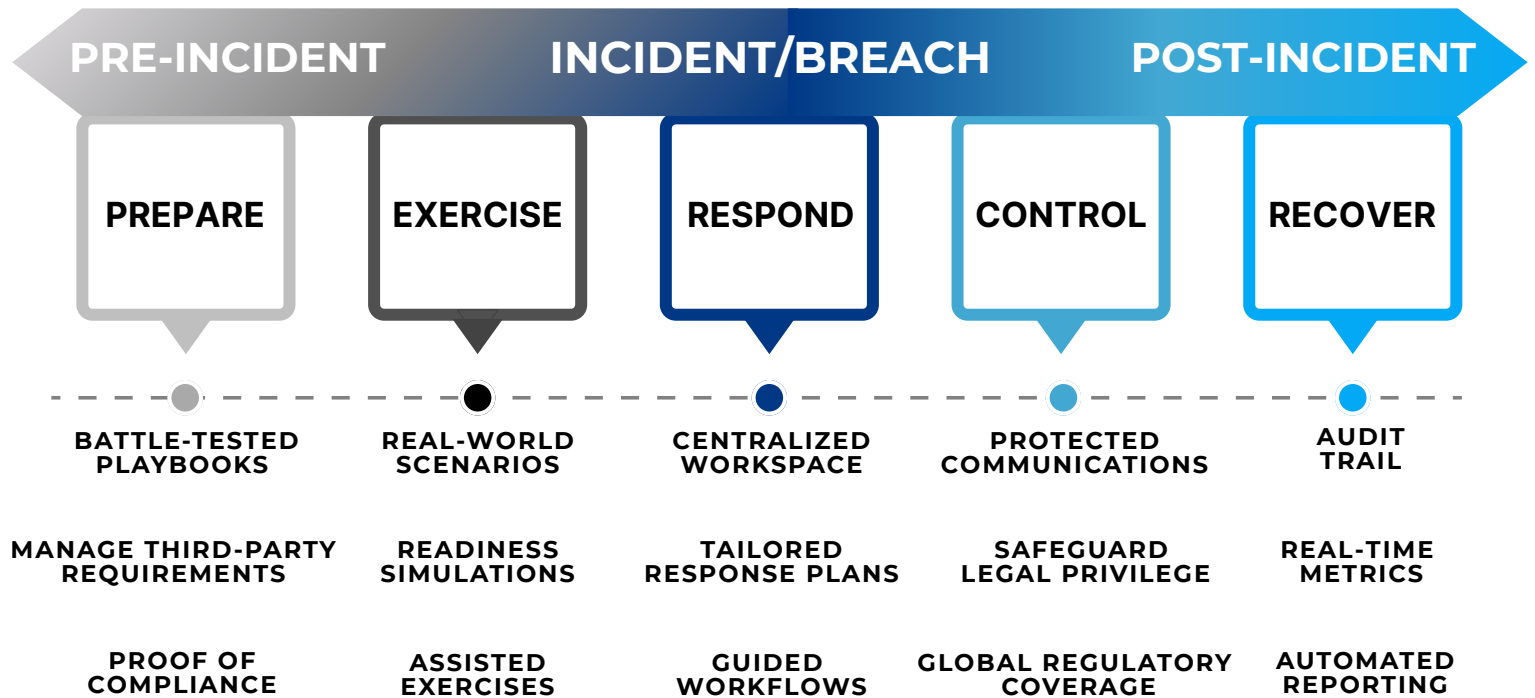 PRE-INCIDENT
INCIDENT/BREACH
POST-INCIDENT
PREPARE
EXERCISE
RESPOND
CONTROL
RECOVER
BATTLE-TESTED
PLAYBOOKS
REAL-WORLD
SCENARIOS
CENTRALIZED
WORKSPACE
PROTECTED
COMMUNICATIONS
AUDIT
TRAIL
MANAGE THIRD-PARTY
REQUIREMENTS
READINESS
SIMULATIONS
TAILORED
RESPONSE PLANS
SAFEGUARD
LEGAL PRIVILEGE
REAL-TIME
METRICS
PROOF OF
COMPLIANCE
ASSISTED
EXERCISES
GUIDED
WORKFLOWS
GLOBAL REGULATORY
COVERAGE
AUTOMATED
REPORTING